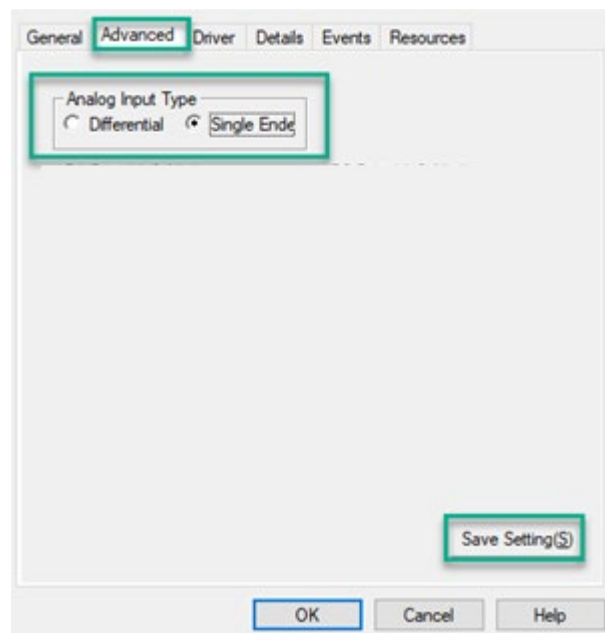 General Advanced Driver Details Events Resources
Analog Input Type
Differential Single Ende
Save Setting(S)
OK Cancel Help